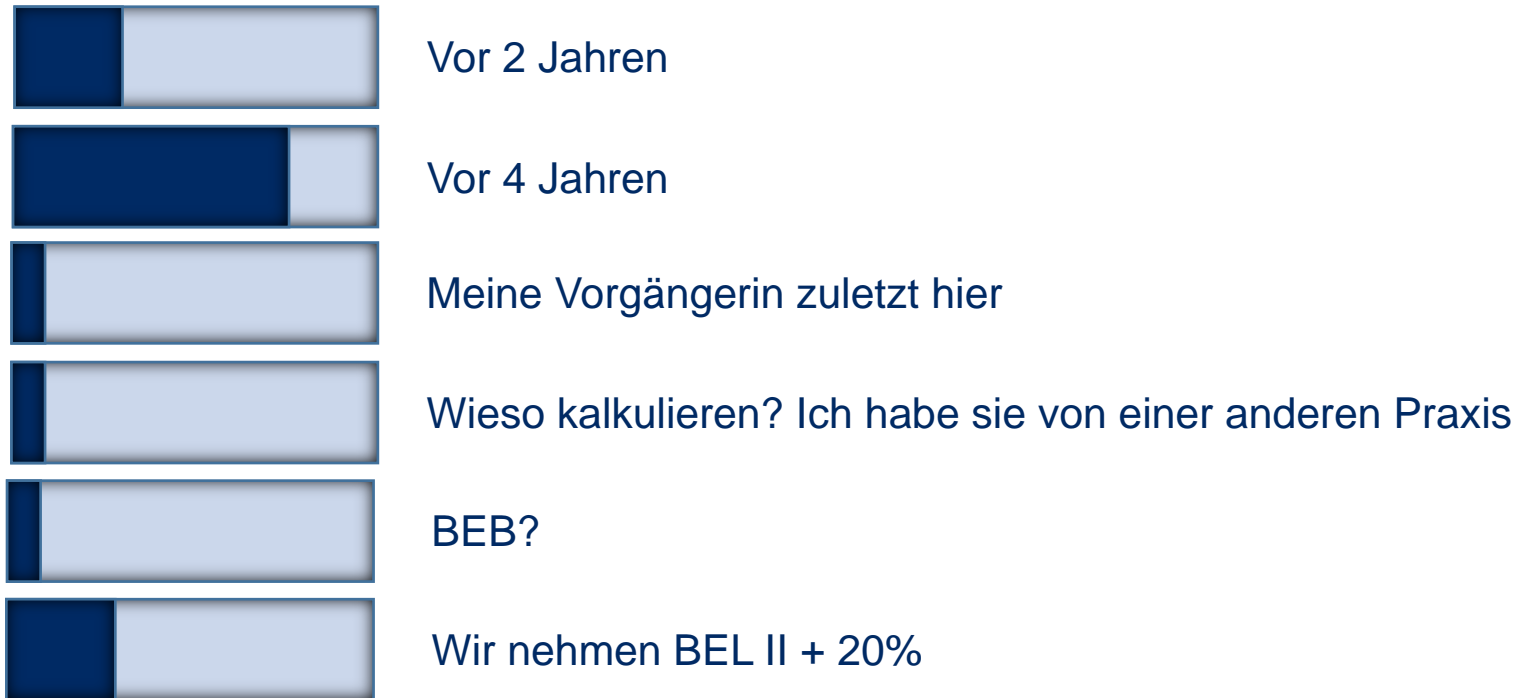 Vor 2 Jahren
Vor 4 Jahren
Meine Vorgängerin zuletzt hier
Wieso kalkulieren? Ich habe sie von einer anderen Praxis
BEB?
Wir nehmen BEL II + 20%